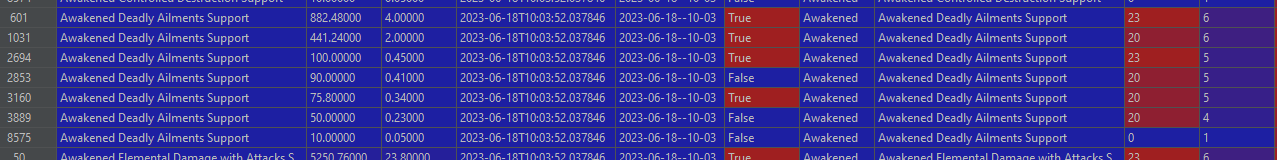 601 Awakened Deadly Ailments Support 882.48000 4.00000 2023-06-18T10:03:52.037846 2023-06-18--10-03 True Awakened Awakened Deadly Ailments Support 23 6
1031 Awakened Deadly Ailments Support 441.24000 2.00000 2023-06-18T10:03:52.037846 2023-06-18--10-03 True Awakened Awakened Deadly Ailments Support 20 6
2694 Awakened Deadly Ailments Support 100.00000 0.45000 2023-06-18T10:03:52.037846 2023-06-18--10-03 True Awakened Awakened Deadly Ailments Support 23 5
2853 Awakened Deadly Ailments Support 90.00000 0.41000 2023-06-18T10:03:52.037846 2023-06-18--10-03 False Awakened Awakened Deadly Ailments Support 20 5
3160 Awakened Deadly Ailments Support 75.80000 0.34000 2023-06-18T10:03:52.037846 2023-06-18--10-03 True Awakened Awakened Deadly Ailments Support 20 5
3889 Awakened Deadly Ailments Support 50.00000 0.23000 2023-06-18T10:03:52.037846 2023-06-18--10-03 False Awakened Awakened Deadly Ailments Support 20 4
8575 Awakened Deadly Ailments Support 10.00000 0.05000 2023-06-18T10:03:52.037846 2023-06-18--10-03 False Awakened Awakened Deadly Ailments Support 0 1
50 Awakened Elemental Damage with Attacks S... 5250.76000 23.80000 2023-06-18T10:03:52.037846 2023-06-18--10-03 True Awakened Awakened Elemental Damage with Attacks S... 23 6